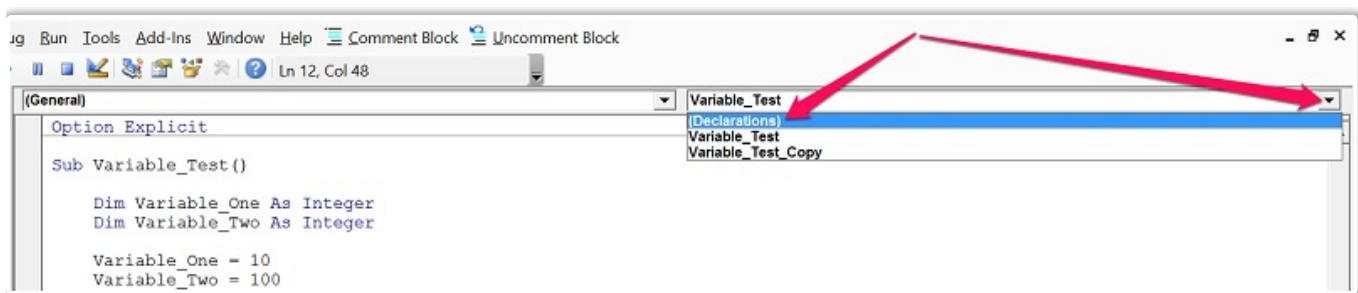 ug Run Tools Add-Ins Window Help Comment Block Uncomment Block
Ln 12, Col 48
(General) Variable_Test
(Declarations)
Variable_Test
Variable_Test_Copy
Option Explicit
Sub Variable_Test()
Dim Variable_One As Integer
Dim Variable_Two As Integer
Variable_One = 10
Variable_Two = 100